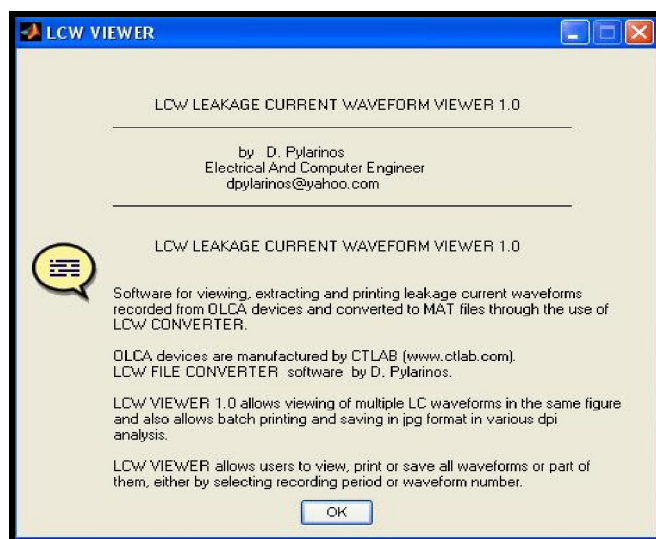 LCW VIEWER
LCW LEAKAGE CURRENT WAVEFORM VIEWER 1.0
by D. Pylarinos
Electrical And Computer Engineer
dpylarinos@yahoo.com
LCW LEAKAGE CURRENT WAVEFORM VIEWER 1.0
Software for viewing, extracting and printing leakage current waveforms
recorded from OLCA devices and converted to MAT files through the use of
LCW CONVERTER.
OLCA devices are manufactured by CTLAB (www.ctlab.com).
LCW FILE CONVERTER software by D. Pylarinos.
LCW VIEWER 1.0 allows viewing of multiple LC waveforms in the same figure
and also allows batch printing and saving in jpg format in various dpi
analysis.
LCW VIEWER allows users to view, print or save all waveforms or part of
them, either by selecting recording period or waveform number.
OK